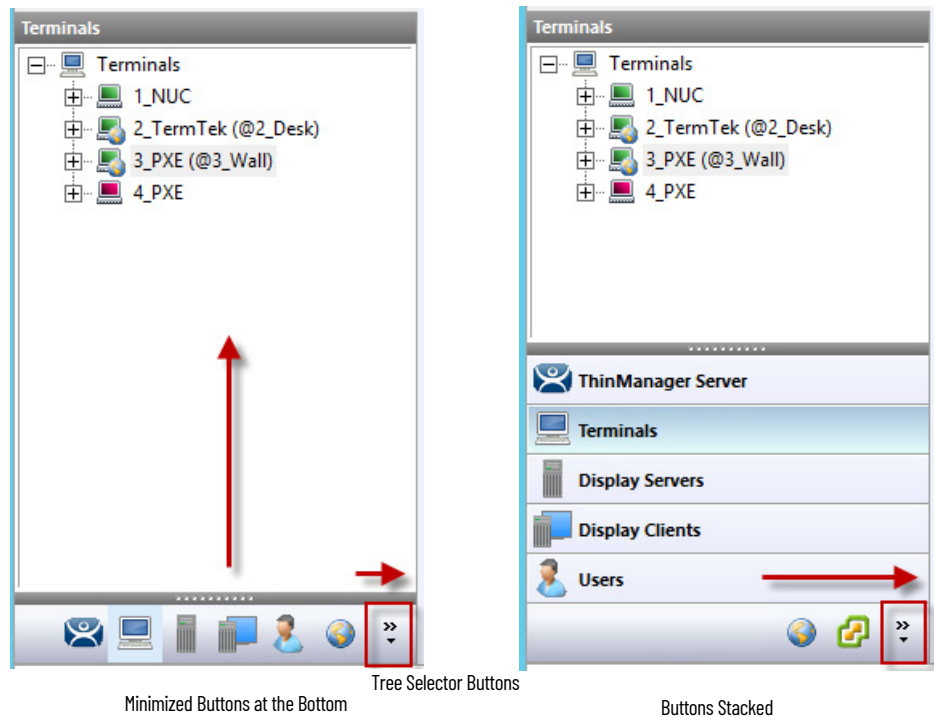 Terminals
Terminals
1_NUC
2_TermTek (@2_Desk)
3_PXE (@3_Wall)
4_PXE
Terminals
Terminals
1_NUC
2_TermTek (@2_Desk)
3_PXE (@3_Wall)
4_PXE
ThinManager Server
Terminals
Display Servers
Display Clients
Users
Tree Selector Buttons
Minimized Buttons at the Bottom
Buttons Stacked